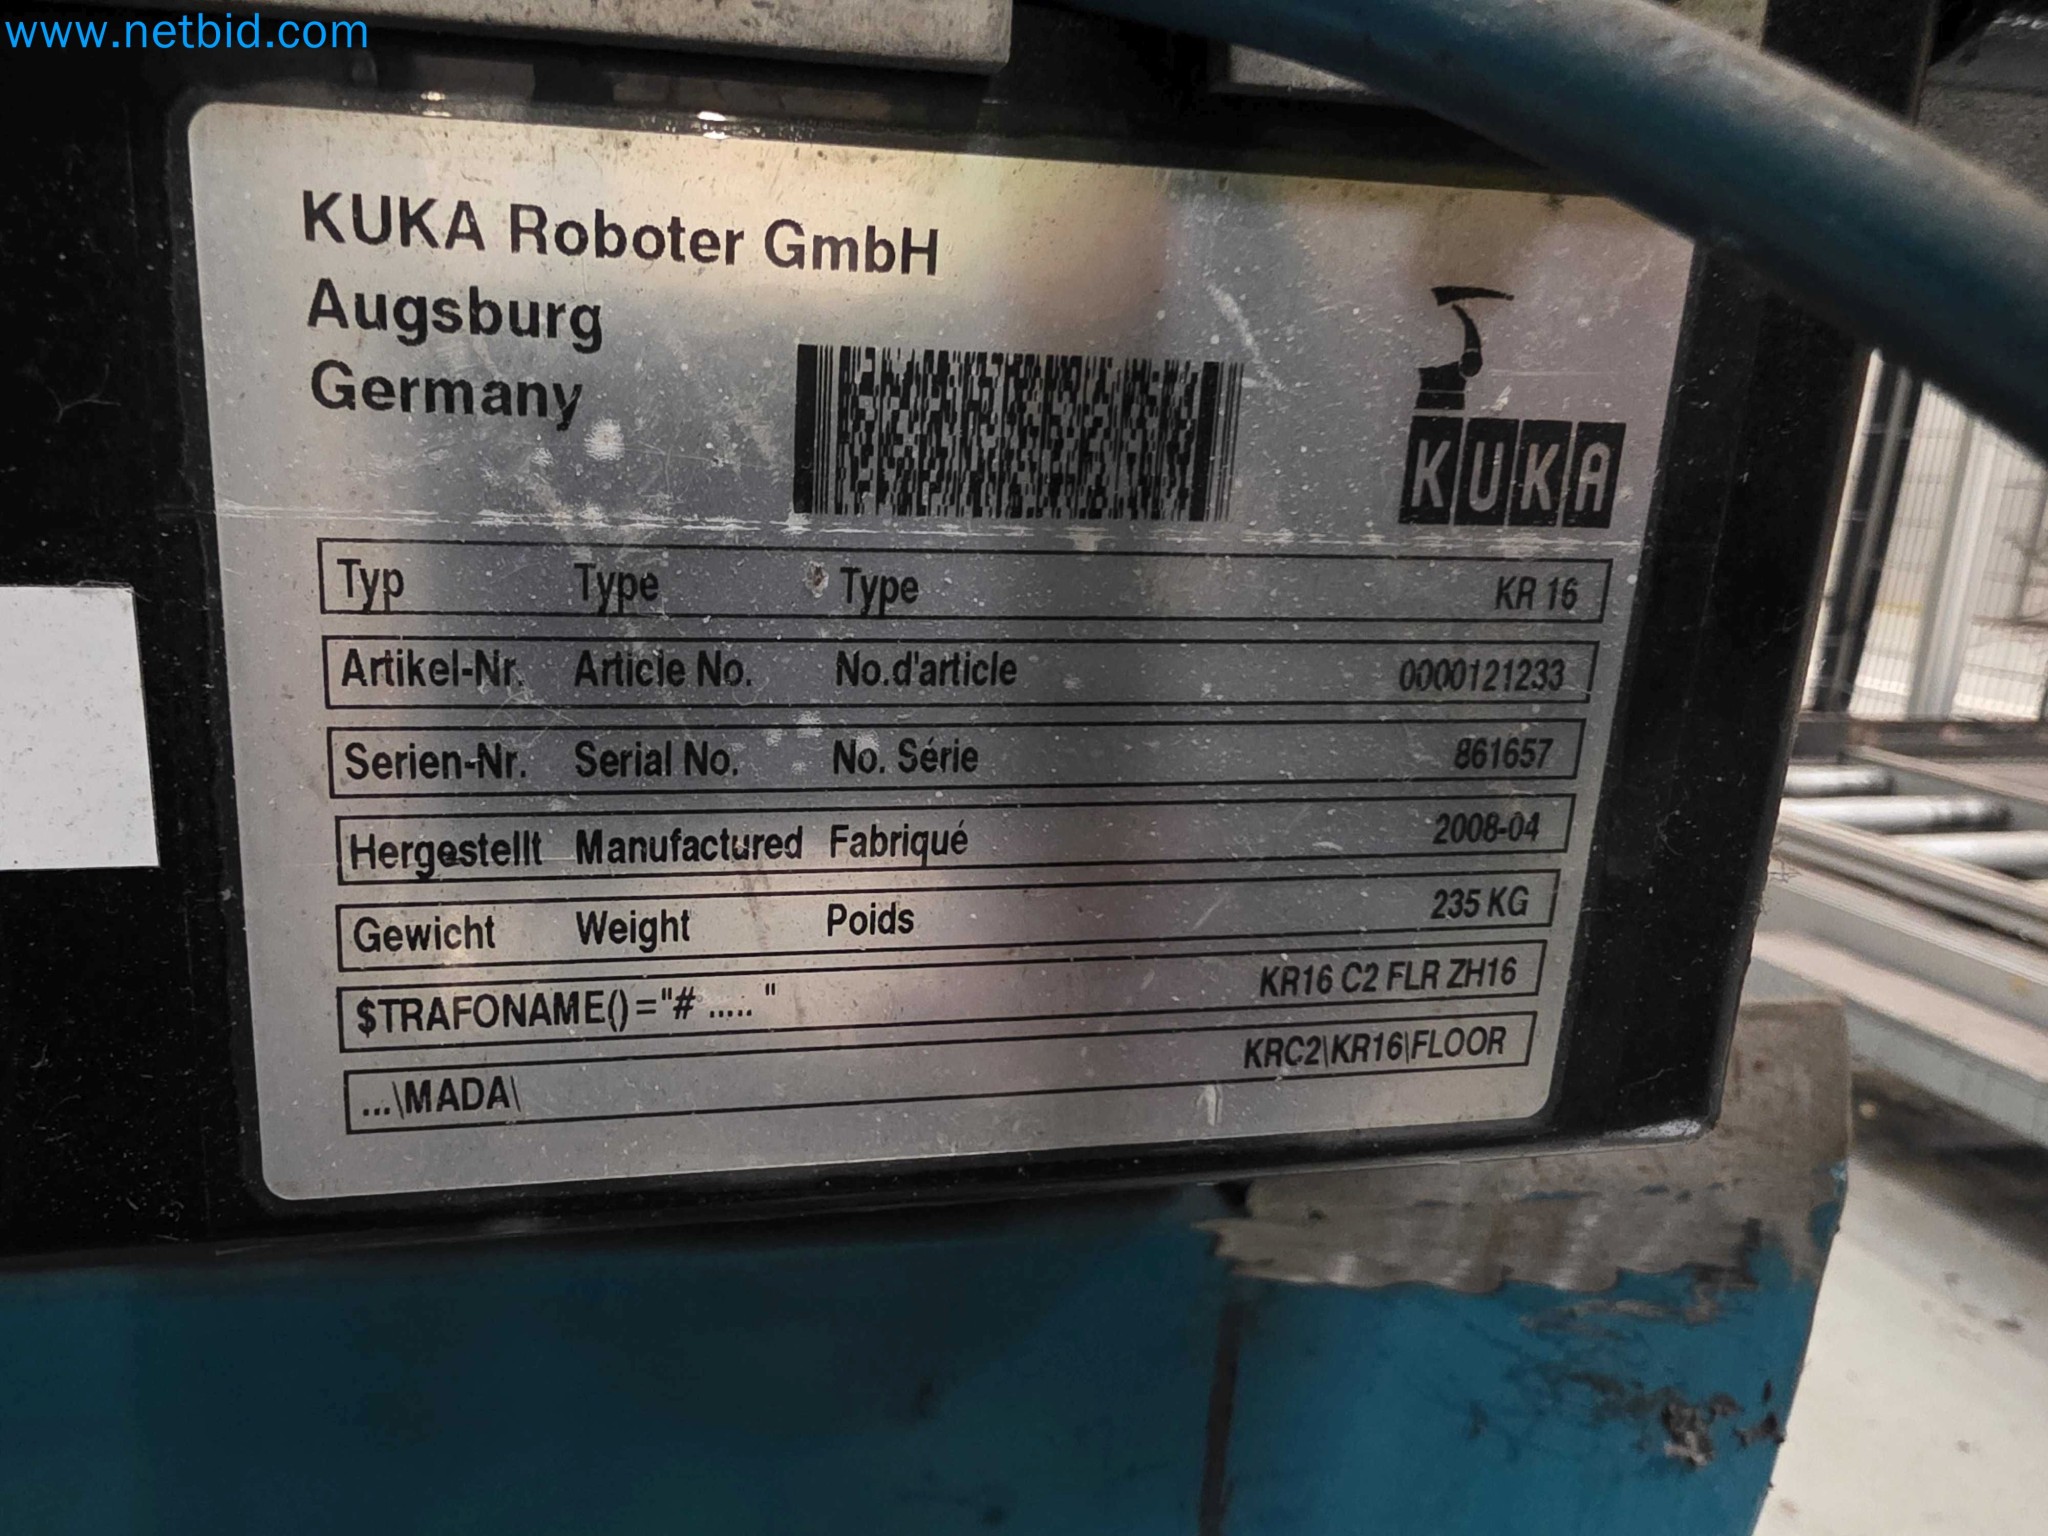 www.netbid.com
KUKA Roboter GmbH
Augsburg
Germany
KUKA
Typ Type Type KR 16
Artikel-Nr. Article No. No.d'article 0000121233
Serien-Nr. Serial No. No. Série 861657
Hergestellt Manufactured Fabriqué 2008-04
Gewicht Weight Poids 235 KG
$TRAFONAME()="# ..... " KR16 C2 FLR ZH16
...\MADA\ KRC2\KR16\FLOOR